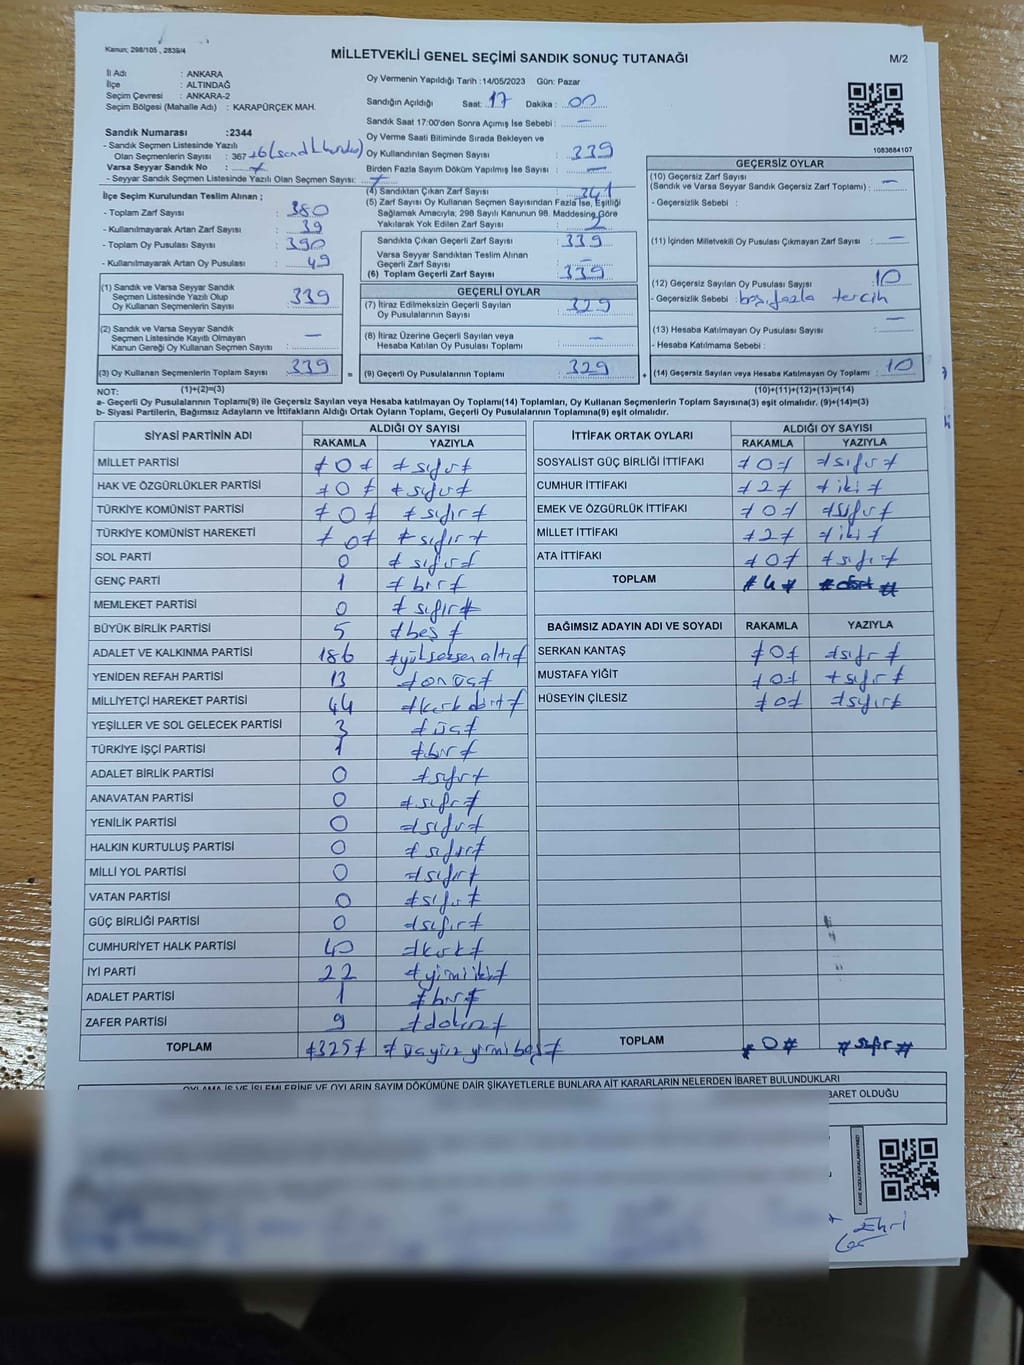 Kanun; 298/105 , 2839/4
MİLLETVEKİLİ GENEL SEÇİMİ SANDIK SONUÇ TUTANAĞI
M/2
İl Adı : ANKARA
İlçe : ALTINDAĞ
Seçim Çevresi : ANKARA-2
Seçim Bölgesi (Mahalle Adı) : KARAPÜRÇEK MAH.
Oy Vermenin Yapıldığı Tarih :14/05/2023 Gün: Pazar
Sandığın Açıldığı Saat: 17 Dakika : 00
Sandık Saat 17:00'den Sonra Açımış İse Sebebi : —
Oy Verme Saati Bitiminde Sırada Bekleyen ve
Oy Kullandırılan Seçmen Sayısı : 339
Birden Fazla Sayım Döküm Yapılmış İse Sayısı : —
Sandık Numarası :2344
- Sandık Seçmen Listesinde Yazılı
Olan Seçmenlerin Sayısı : 367 +6 (sandık kurulu)
Varsa Seyyar Sandık No :
- Seyyar Sandık Seçmen Listesinde Yazılı Olan Seçmen Sayısı:
İlçe Seçim Kurulundan Teslim Alınan ;
- Toplam Zarf Sayısı : 380
- Kullanılmayarak Artan Zarf Sayısı : 39
- Toplam Oy Pusulası Sayısı : 390
- Kullanılmayarak Artan Oy Pusulası : 49
(4) Sandıktan Çıkan Zarf Sayısı : 341
(5) Zarf Sayısı Oy Kullanan Seçmen Sayısından Fazla İse, Eşitliği
Sağlamak Amacıyla; 298 Sayılı Kanunun 98. Maddesine Göre
Yakılarak Yok Edilen Zarf Sayısı : 2
Sandıkta Çıkan Geçerli Zarf Sayısı : 339
Varsa Seyyar Sandıktan Teslim Alınan
Geçerli Zarf Sayısı : —
(6) Toplam Geçerli Zarf Sayısı : 339
1083684107
GEÇERSİZ OYLAR
(10) Geçersiz Zarf Sayısı : —
(Sandık ve Varsa Seyyar Sandık Geçersiz Zarf Toplamı) :
- Geçersizlik Sebebi :
(11) İçinden Milletvekili Oy Pusulası Çıkmayan Zarf Sayısı : —
(12) Geçersiz Sayılan Oy Pusulası Sayısı : 10
- Geçersizlik Sebebi : boş, fazla tercih
(13) Hesaba Katılmayan Oy Pusulası Sayısı : —
- Hesaba Katılmama Sebebi :
(14) Geçersiz Sayılan veya Hesaba Katılmayan Oy Toplamı : 10
(1) Sandık ve Varsa Seyyar Sandık
Seçmen Listesinde Yazılı Olup
Oy Kullanan Seçmenlerin Sayısı : 339
(2) Sandık ve Varsa Seyyar Sandık
Seçmen Listesinde Kayıtlı Olmayan
Kanun Gereği Oy Kullanan Seçmen Sayısı : —
(3) Oy Kullanan Seçmenlerin Toplam Sayısı : 339
GEÇERLİ OYLAR
(7) İtiraz Edilmeksizin Geçerli Sayılan
Oy Pusulalarının Sayısı : 329
(8) İtiraz Üzerine Geçerli Sayılan veya
Hesaba Katılan Oy Pusulası Toplamı : —
= (9) Geçerli Oy Pusulalarının Toplamı : 329 +
NOT: (1)+(2)=(3) (10)+(11)+(12)+(13)=(14)
a- Geçerli Oy Pusulalarının Toplamı(9) ile Geçersiz Sayılan veya Hesaba katılmayan Oy Toplamı(14) Toplamları, Oy Kullanan Seçmenlerin Toplam Sayısına(3) eşit olmalıdır. (9)+(14)=(3)
b- Siyasi Partilerin, Bağımsız Adayların ve İttifakların Aldığı Ortak Oyların Toplamı, Geçerli Oy Pusulalarının Toplamına(9) eşit olmalıdır.
SİYASİ PARTİNİN ADI ALDIĞI OY SAYISI
RAKAMLA YAZIYLA
MİLLET PARTİSİ ≠ 0 ≠ ≠ sıfır ≠
HAK VE ÖZGÜRLÜKLER PARTİSİ ≠ 0 ≠ ≠ sıfır ≠
TÜRKİYE KOMÜNİST PARTİSİ ≠ 0 ≠ ≠ sıfır ≠
TÜRKİYE KOMÜNİST HAREKETİ ≠ 0 ≠ ≠ sıfır ≠
SOL PARTİ 0 ≠ sıfır ≠
GENÇ PARTİ 1 ≠ bir ≠
MEMLEKET PARTİSİ 0 ≠ sıfır ≠
BÜYÜK BİRLİK PARTİSİ 5 ≠ beş ≠
ADALET VE KALKINMA PARTİSİ 186 ≠ yüzseksenaltı ≠
YENİDEN REFAH PARTİSİ 13 ≠ onüç ≠
MİLLİYETÇİ HAREKET PARTİSİ 44 ≠ kırk dört ≠
YEŞİLLER VE SOL GELECEK PARTİSİ 3 ≠ üç ≠
TÜRKİYE İŞÇİ PARTİSİ 1 ≠ bir ≠
ADALET BİRLİK PARTİSİ 0 ≠ sıfır ≠
ANAVATAN PARTİSİ 0 ≠ sıfır ≠
YENİLİK PARTİSİ 0 ≠ sıfır ≠
HALKIN KURTULUŞ PARTİSİ 0 ≠ sıfır ≠
MİLLİ YOL PARTİSİ 0 ≠ sıfır ≠
VATAN PARTİSİ 0 ≠ sıfır ≠
GÜÇ BİRLİĞİ PARTİSİ 0 ≠ sıfır ≠
CUMHURİYET HALK PARTİSİ 40 ≠ kırk ≠
İYİ PARTİ 22 ≠ yirmi iki ≠
ADALET PARTİSİ 1 ≠ bir ≠
ZAFER PARTİSİ 9 ≠ dokuz ≠
TOPLAM ≠ 325 ≠ ≠ üçyüz yirmi beş ≠
İTTİFAK ORTAK OYLARI ALDIĞI OY SAYISI
RAKAMLA YAZIYLA
SOSYALİST GÜÇ BİRLİĞİ İTTİFAKI ≠ 0 ≠ ≠ sıfır ≠
CUMHUR İTTİFAKI ≠ 2 ≠ ≠ iki ≠
EMEK VE ÖZGÜRLÜK İTTİFAKI ≠ 0 ≠ ≠ sıfır ≠
MİLLET İTTİFAKI ≠ 2 ≠ ≠ iki ≠
ATA İTTİFAKI ≠ 0 ≠ ≠ sıfır ≠
TOPLAM # 4 # # dört #
BAĞIMSIZ ADAYIN ADI VE SOYADI RAKAMLA YAZIYLA
SERKAN KANTAŞ ≠ 0 ≠ ≠ sıfır ≠
MUSTAFA YİĞİT ≠ 0 ≠ ≠ sıfır ≠
HÜSEYİN ÇİLESİZ ≠ 0 ≠ ≠ sıfır ≠
TOPLAM # 0 # # sıfır #
OYLAMA İŞ VE İŞLEMLERİNE VE OYLARIN SAYIM DÖKÜMÜNE DAİR ŞİKAYETLERLE BUNLARA AİT KARARLARIN NELERDEN İBARET BULUNDUKLARI
BARET OLDUĞU
KARE KODU KARALAMAYINIZ!